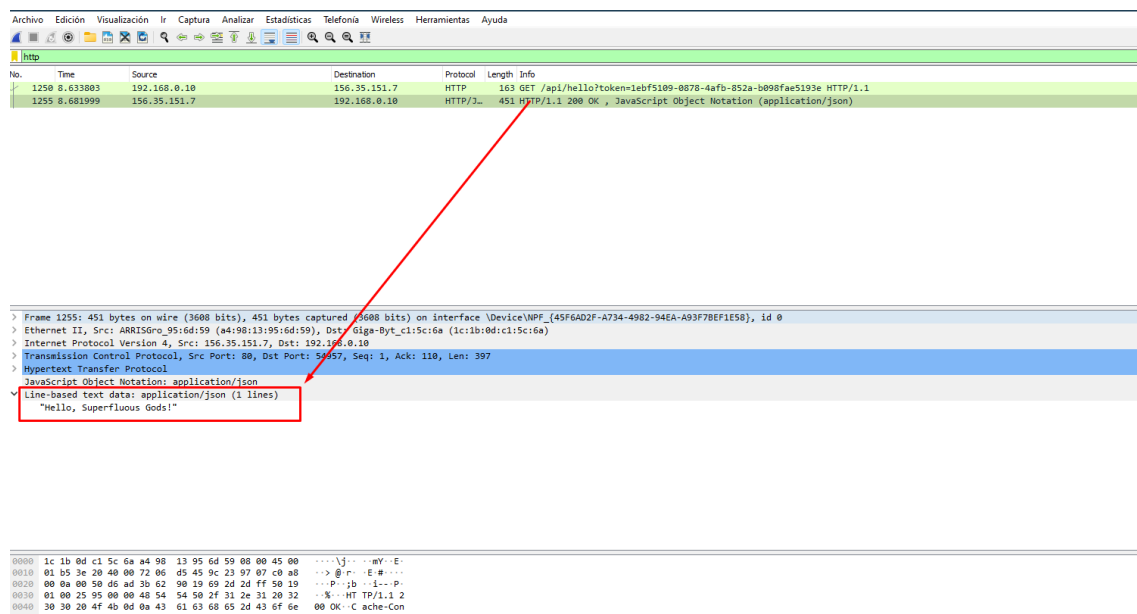 Archivo Edición Visualización Ir Captura Analizar Estadísticas Telefonía Wireless Herramientas Ayuda
http
No. Time Source Destination Protocol Length Info
1250 8.633803 192.168.0.10 156.35.151.7 HTTP 163 GET /api/hello?token=1ebf5109-0878-4afb-852a-b098fae5193e HTTP/1.1
1255 8.681999 156.35.151.7 192.168.0.10 HTTP/J… 451 HTTP/1.1 200 OK , JavaScript Object Notation (application/json)
Frame 1255: 451 bytes on wire (3608 bits), 451 bytes captured (3608 bits) on interface \Device\NPF_{45F6AD2F-A734-4982-94EA-A93F7BEF1E58}, id 0
Ethernet II, Src: ARRISGro_95:6d:59 (a4:98:13:95:6d:59), Dst: Giga-Byt_c1:5c:6a (1c:1b:0d:c1:5c:6a)
Internet Protocol Version 4, Src: 156.35.151.7, Dst: 192.168.0.10
Transmission Control Protocol, Src Port: 80, Dst Port: 54957, Seq: 1, Ack: 110, Len: 397
Hypertext Transfer Protocol
JavaScript Object Notation: application/json
Line-based text data: application/json (1 lines)
"Hello, Superfluous Gods!"
0000 1c 1b 0d c1 5c 6a a4 98 13 95 6d 59 08 00 45 00 ····\j·· ··mY··E·
0010 01 b5 3e 20 40 00 72 06 d5 45 9c 23 97 07 c0 a8 ··> @·r· ·E·#····
0020 00 0a 00 50 d6 ad 3b 62 90 19 69 2d 2d ff 50 19 ···P··;b ··i--·P·
0030 01 00 25 95 00 00 48 54 54 50 2f 31 2e 31 20 32 ··%···HT TP/1.1 2
0040 30 30 20 4f 4b 0d 0a 43 61 63 68 65 2d 43 6f 6e 00 OK··C ache-Con